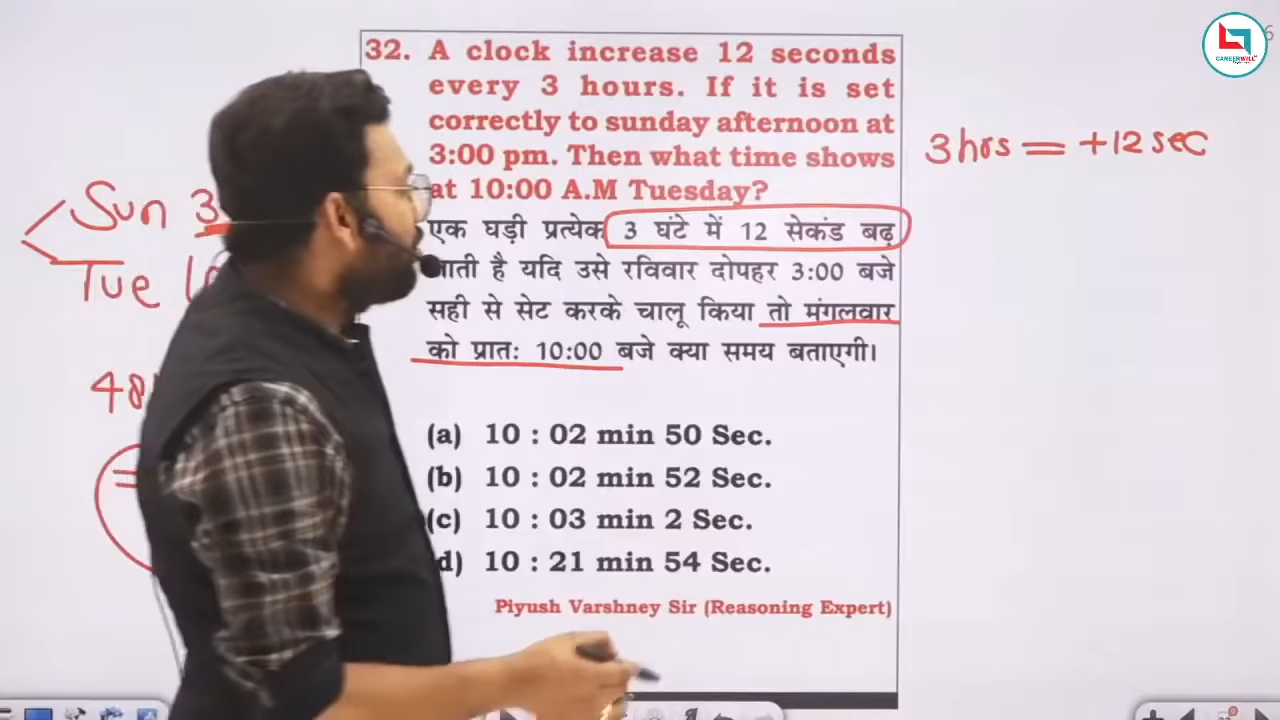 CAREERWILL
6
32. A clock increase 12 seconds
every 3 hours. If it is set
correctly to sunday afternoon at
3:00 pm. Then what time shows
at 10:00 A.M Tuesday?
एक घड़ी प्रत्येक 3 घंटे में 12 सेकंड बढ़
जाती है यदि उसे रविवार दोपहर 3:00 बजे
सही से सेट करके चालू किया तो मंगलवार
को प्रातः 10:00 बजे क्या समय बताएगी।
(a) 10 : 02 min 50 Sec.
(b) 10 : 02 min 52 Sec.
(c) 10 : 03 min 2 Sec.
d) 10 : 21 min 54 Sec.
Piyush Varshney Sir (Reasoning Expert)
3 hrs = +12 sec
Sun 3
Tue 10
48
=